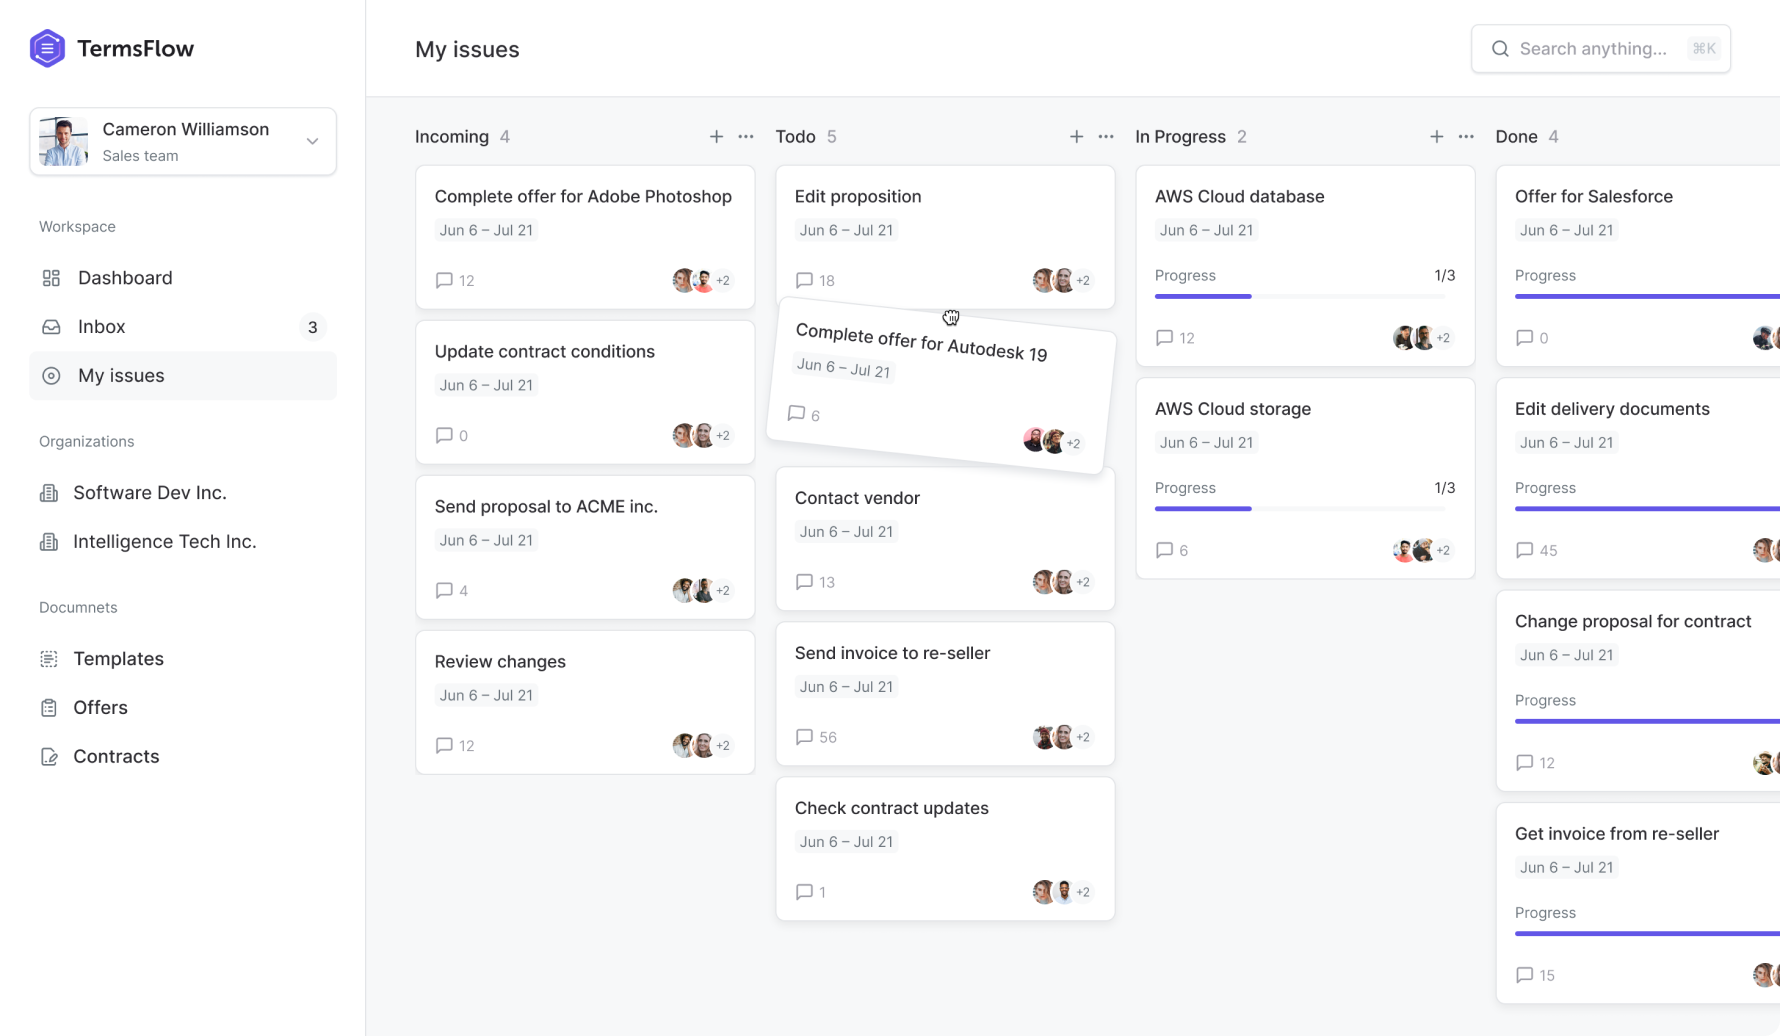 TermsFlow
Cameron Williamson
Sales team
Workspace
Dashboard
Inbox 3
My issues
Organizations
Software Dev Inc.
Intelligence Tech Inc.
Documnets
Templates
Offers
Contracts
My issues
Search anything... ⌘K
Incoming 4
Complete offer for Adobe Photoshop
Jun 6 – Jul 21
12 +2
Update contract conditions
Jun 6 – Jul 21
0 +2
Send proposal to ACME inc.
Jun 6 – Jul 21
4 +2
Review changes
Jun 6 – Jul 21
12 +2
Todo 5
Edit proposition
Jun 6 – Jul 21
18 +2
Complete offer for Autodesk 19
Jun 6 – Jul 21
6 +2
Contact vendor
Jun 6 – Jul 21
13 +2
Send invoice to re-seller
Jun 6 – Jul 21
56 +2
Check contract updates
Jun 6 – Jul 21
1 +2
In Progress 2
AWS Cloud database
Jun 6 – Jul 21
Progress 1/3
12 +2
AWS Cloud storage
Jun 6 – Jul 21
Progress 1/3
6 +2
Done 4
Offer for Salesforce
Jun 6 – Jul 21
Progress
0
Edit delivery documents
Jun 6 – Jul 21
Progress
45
Change proposal for contract
Jun 6 – Jul 21
Progress
12
Get invoice from re-seller
Jun 6 – Jul 21
Progress
15